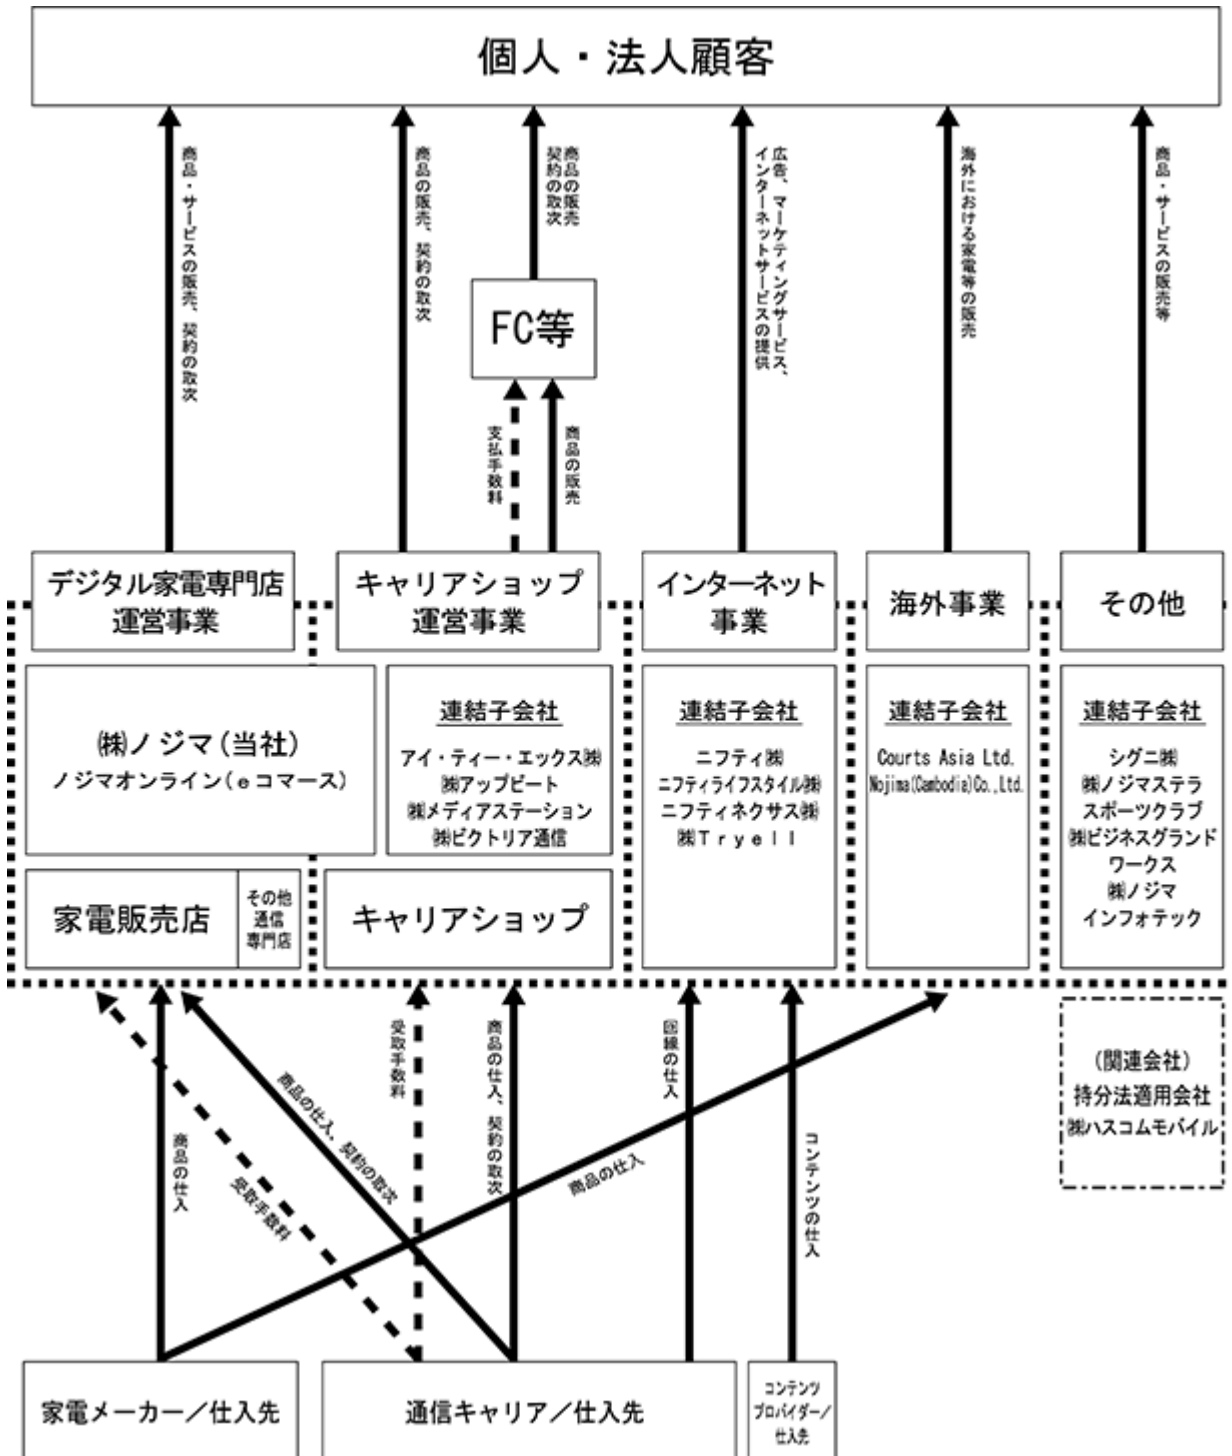 個人・法人顧客
商品・サービスの販売、契約の取次
商品の販売、契約の取次
商品の販売
契約の取次
広告、マーケティングサービス、
インターネットサービスの提供
海外における家電等の販売
商品・サービスの販売等
FC等
支払手数料
商品の販売
デジタル家電専門店
運営事業
キャリアショップ
運営事業
インターネット
事業
海外事業
その他
㈱ノジマ(当社)
ノジマオンライン(eコマース)
連結子会社
アイ・ティー・エックス㈱
㈱アップビート
㈱メディアステーション
㈱ビクトリア通信
連結子会社
ニフティ㈱
ニフティライフスタイル㈱
ニフティネクサス㈱
㈱Tryell
連結子会社
Courts Asia Ltd.
Nojima(Cambodia)Co.,Ltd.
連結子会社
シグニ㈱
㈱ノジマステラ
スポーツクラブ
㈱ビジネスグランド
ワークス
㈱ノジマ
インフォテック
家電販売店
その他
通信
専門店
キャリアショップ
商品の仕入
受取手数料
商品の仕入、契約の取次
受取手数料
商品の仕入、契約の取次
商品の仕入
回線の仕入
コンテンツの仕入
(関連会社)
持分法適用会社
㈱ハスコムモバイル
家電メーカー/仕入先
通信キャリア/仕入先
コンテンツ
プロバイダー/
仕入先